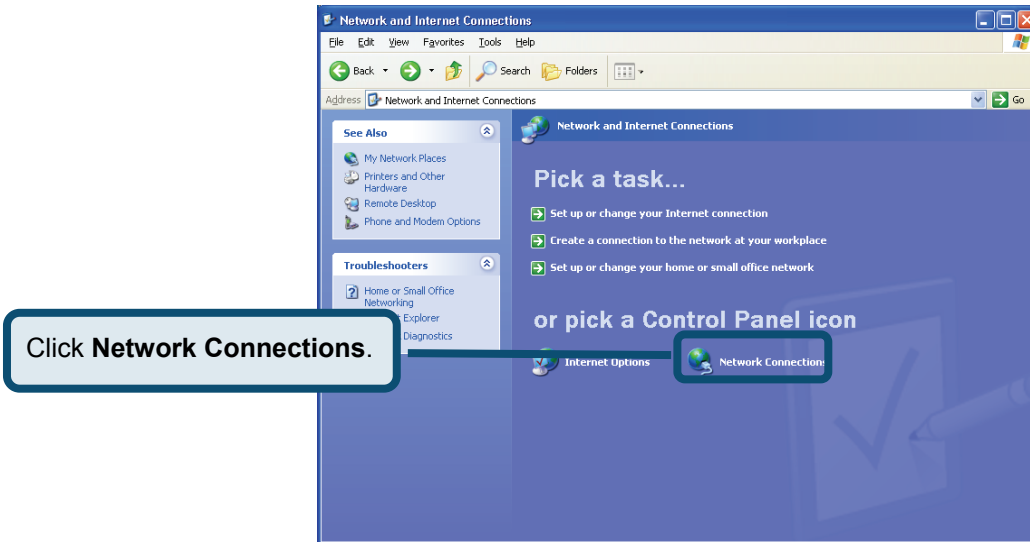 Network and Internet Connections
File Edit View Favorites Tools Help
Back Search Folders
Address Network and Internet Connections Go
See Also
My Network Places
Printers and Other
Hardware
Remote Desktop
Phone and Modem Options
Troubleshooters
Home or Small Office
Networking
Explorer
Diagnostics
Network and Internet Connections
Pick a task...
Set up or change your Internet connection
Create a connection to the network at your workplace
Set up or change your home or small office network
or pick a Control Panel icon
Internet Options Network Connections
Click Network Connections.